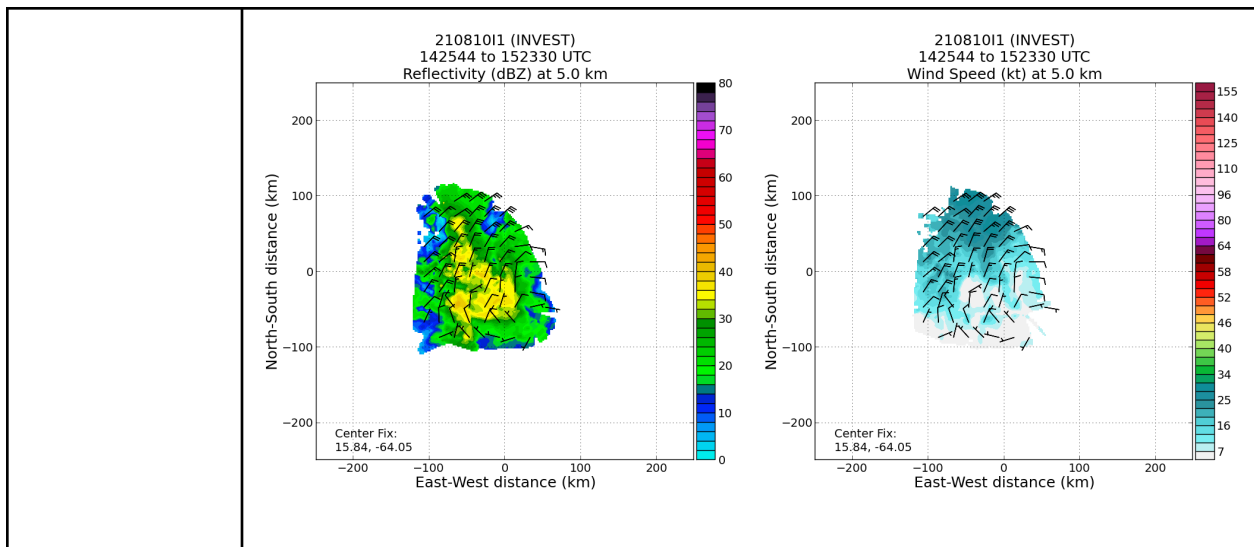 210810I1 (INVEST)
142544 to 152330 UTC
Reflectivity (dBZ) at 5.0 km
North-South distance (km)
200
100
0
−100
−200
Center Fix:
15.84, -64.05
−200 −100 0 100 200
East-West distance (km)
80
70
60
50
40
30
20
10
0
210810I1 (INVEST)
142544 to 152330 UTC
Wind Speed (kt) at 5.0 km
North-South distance (km)
200
100
0
−100
−200
Center Fix:
15.84, -64.05
−200 −100 0 100 200
East-West distance (km)
155
140
113
96
80
64
58
52
46
40
34
25
16
7